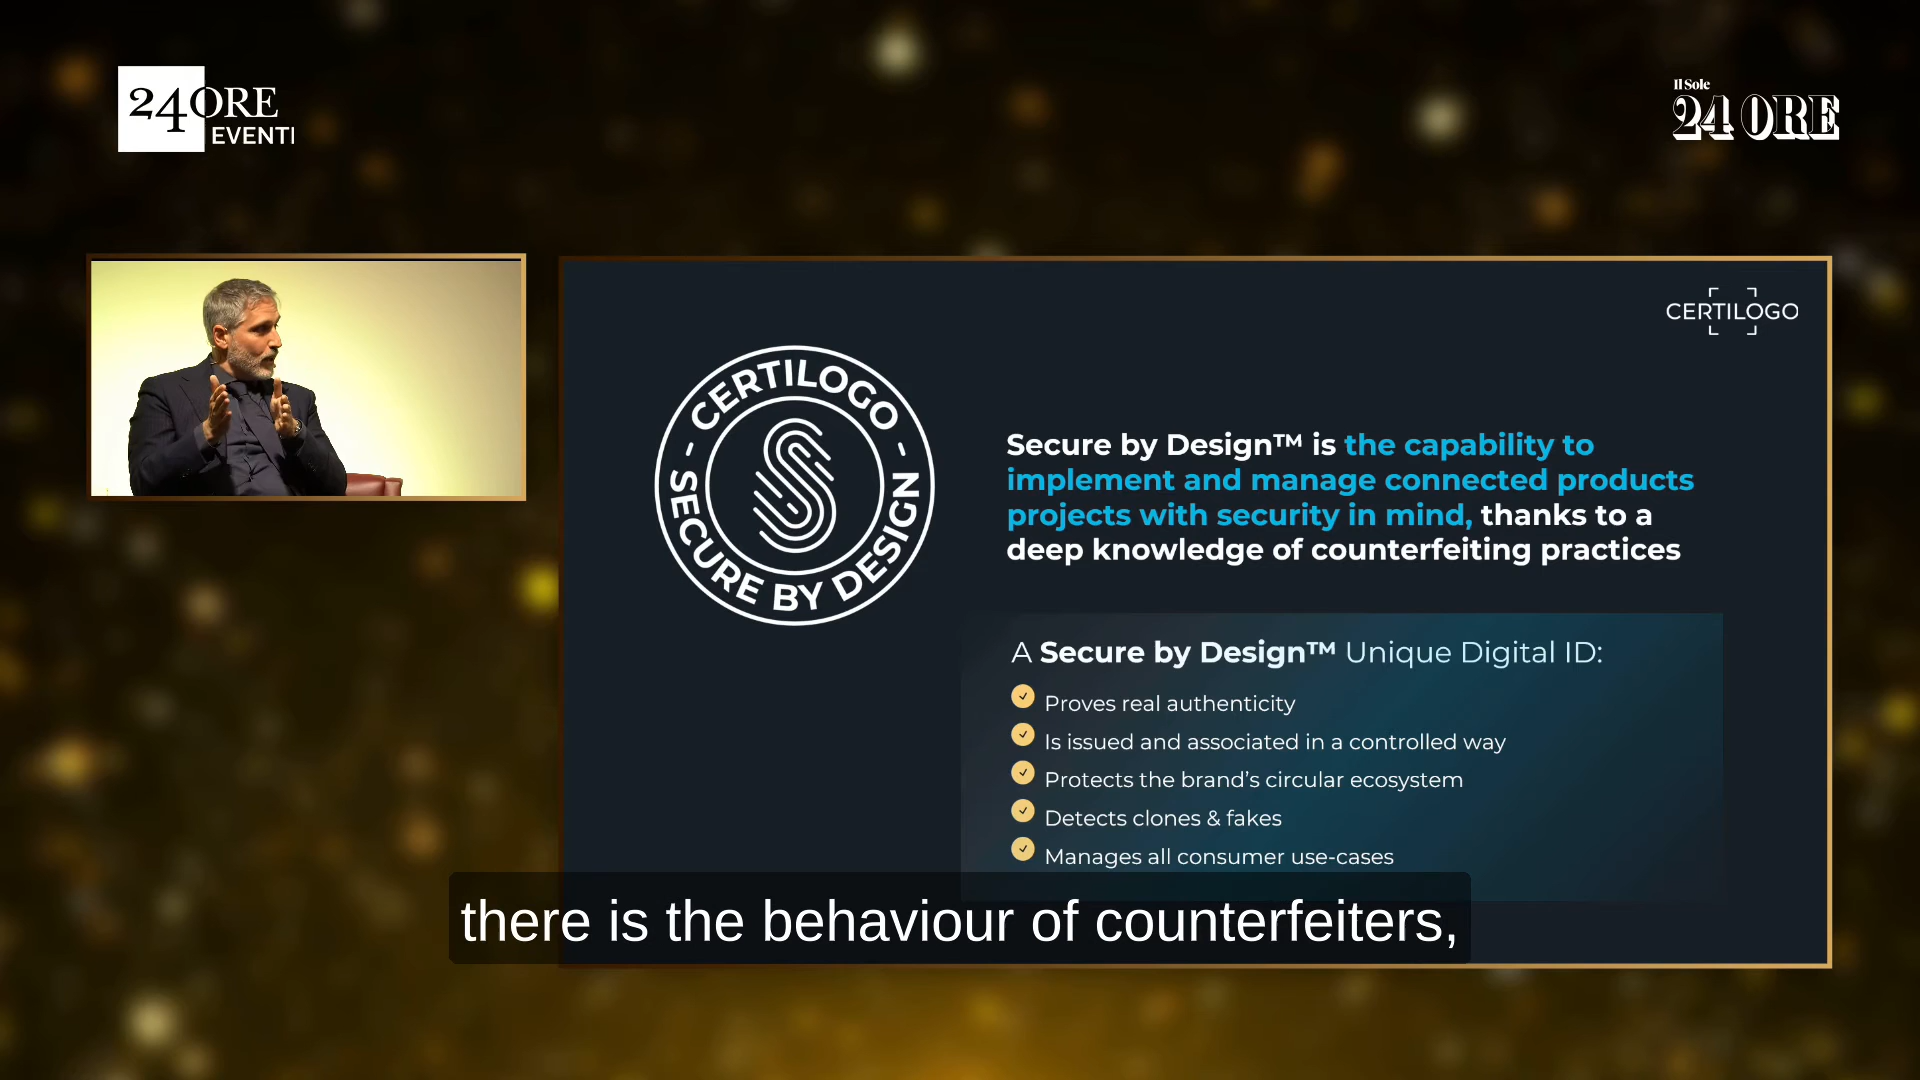 24ORE
EVENTI
Il Sole
24 ORE
CERTILOGO
- CERTILOGO -
SECURE BY DESIGN
Secure by Design™ is the capability to
implement and manage connected products
projects with security in mind, thanks to a
deep knowledge of counterfeiting practices
A Secure by Design™ Unique Digital ID:
Proves real authenticity
Is issued and associated in a controlled way
Protects the brand’s circular ecosystem
Detects clones & fakes
Manages all consumer use-cases
there is the behaviour of counterfeiters,